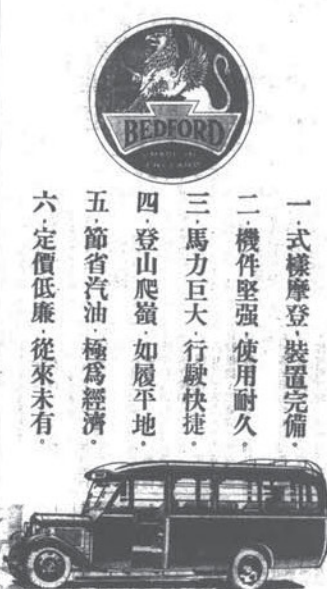 BEDFORD
MADE IN
ENGLAND
一．式樣摩登，裝置完備。
二．機件堅强，使用耐久。
三．馬力巨大，行駛快捷。
四．登山爬嶺，如履平地。
五．節省汽油，極爲經濟。
六．定價低廉，從來未有。